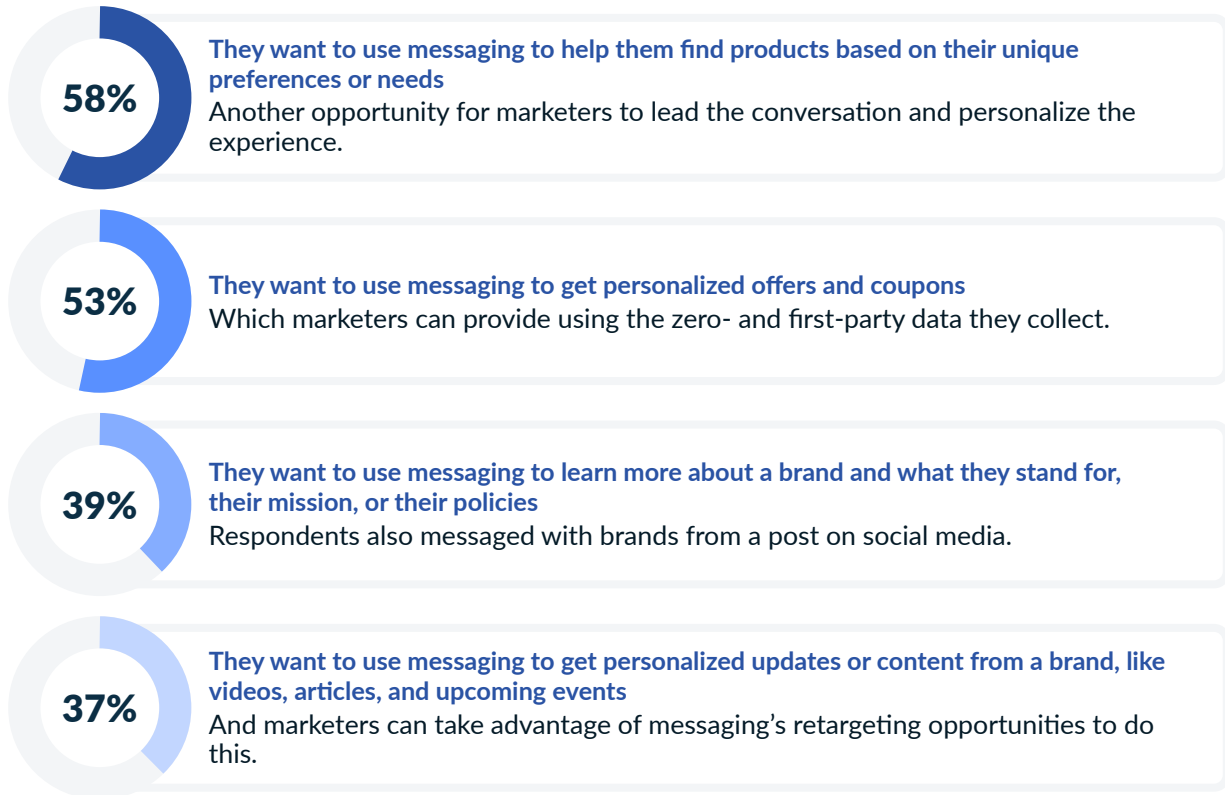 58%
They want to use messaging to help them find products based on their unique
preferences or needs
Another opportunity for marketers to lead the conversation and personalize the
experience.
53%
They want to use messaging to get personalized offers and coupons
Which marketers can provide using the zero- and first-party data they collect.
39%
They want to use messaging to learn more about a brand and what they stand for,
their mission, or their policies
Respondents also messaged with brands from a post on social media.
37%
They want to use messaging to get personalized updates or content from a brand, like
videos, articles, and upcoming events
And marketers can take advantage of messaging’s retargeting opportunities to do
this.